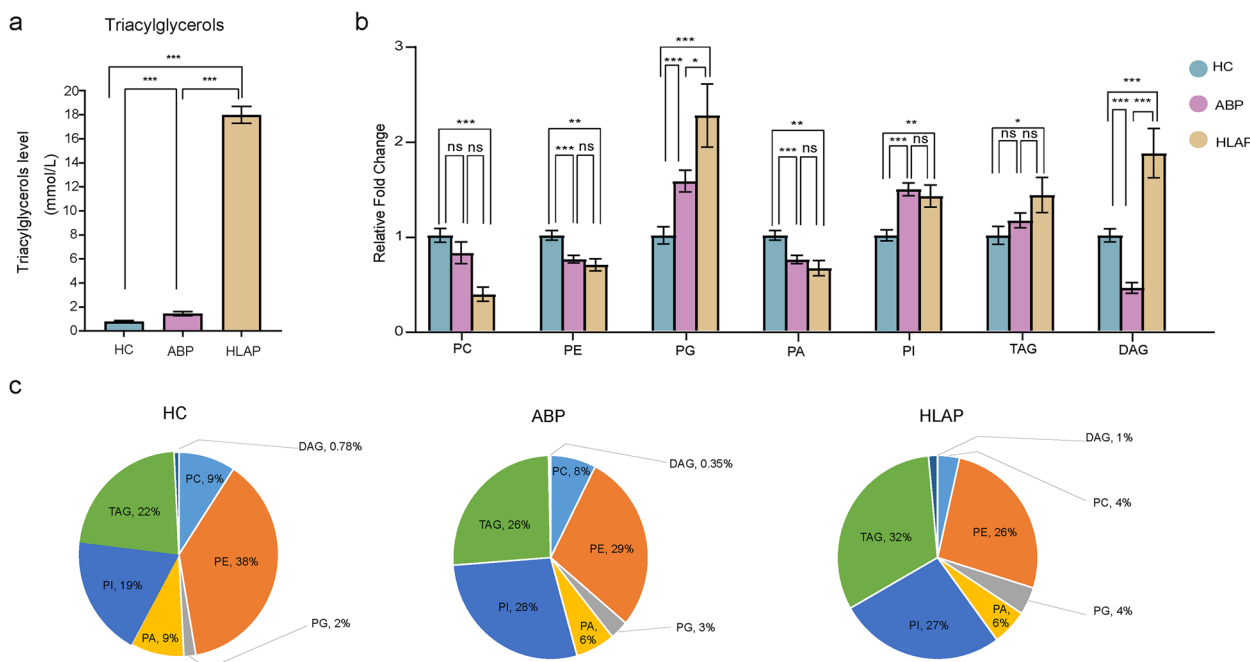 a
Triacylglycerols
Triacylglycerols level
(mmol/L)
20
18
16
14
12
10
8
6
4
2
0
***
***
***
HC
ABP
HLAP
b
Relative Fold Change
3
2
1
0
***
ns
ns
**
***
ns
***
***
*
**
***
ns
**
***
ns
*
ns
ns
***
***
***
PC
PE
PG
PA
PI
TAG
DAG
HC
ABP
HLAP
c
HC
DAG, 0.78%
PC, 9%
TAG, 22%
PE, 38%
PI, 19%
PA, 9%
PG, 2%
ABP
DAG, 0.35%
PC, 8%
TAG, 26%
PE, 29%
PI, 28%
PA,
6%
PG, 3%
HLAP
DAG, 1%
PC, 4%
TAG, 32%
PE, 26%
PI, 27%
PA,
6%
PG, 4%